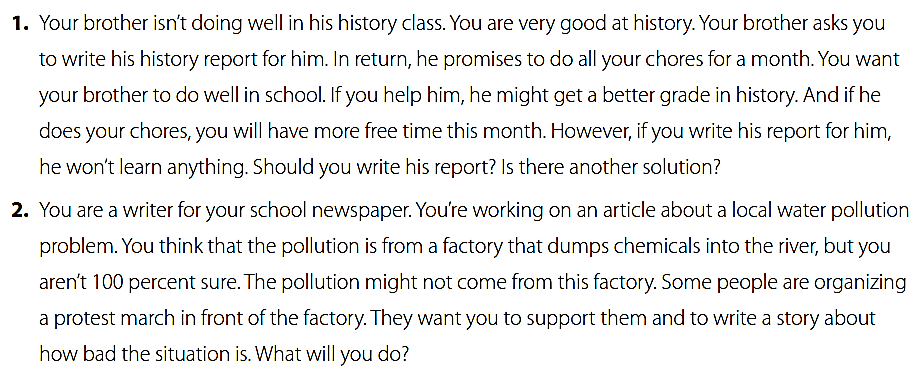 1. Your brother isn't doing well in his history class. You are very good at history. Your brother asks you
to write his history report for him. In return, he promises to do all your chores for a month. You want
your brother to do well in school. If you help him, he might get a better grade in history. And if he
does your chores, you will have more free time this month. However, if you write his report for him,
he won't learn anything. Should you write his report? Is there another solution?
2. You are a writer for your school newspaper. You're working on an article about a local water pollution
problem. You think that the pollution is from a factory that dumps chemicals into the river, but you
aren't 100 percent sure. The pollution might not come from this factory. Some people are organizing
a protest march in front of the factory. They want you to support them and to write a story about
how bad the situation is. What will you do?